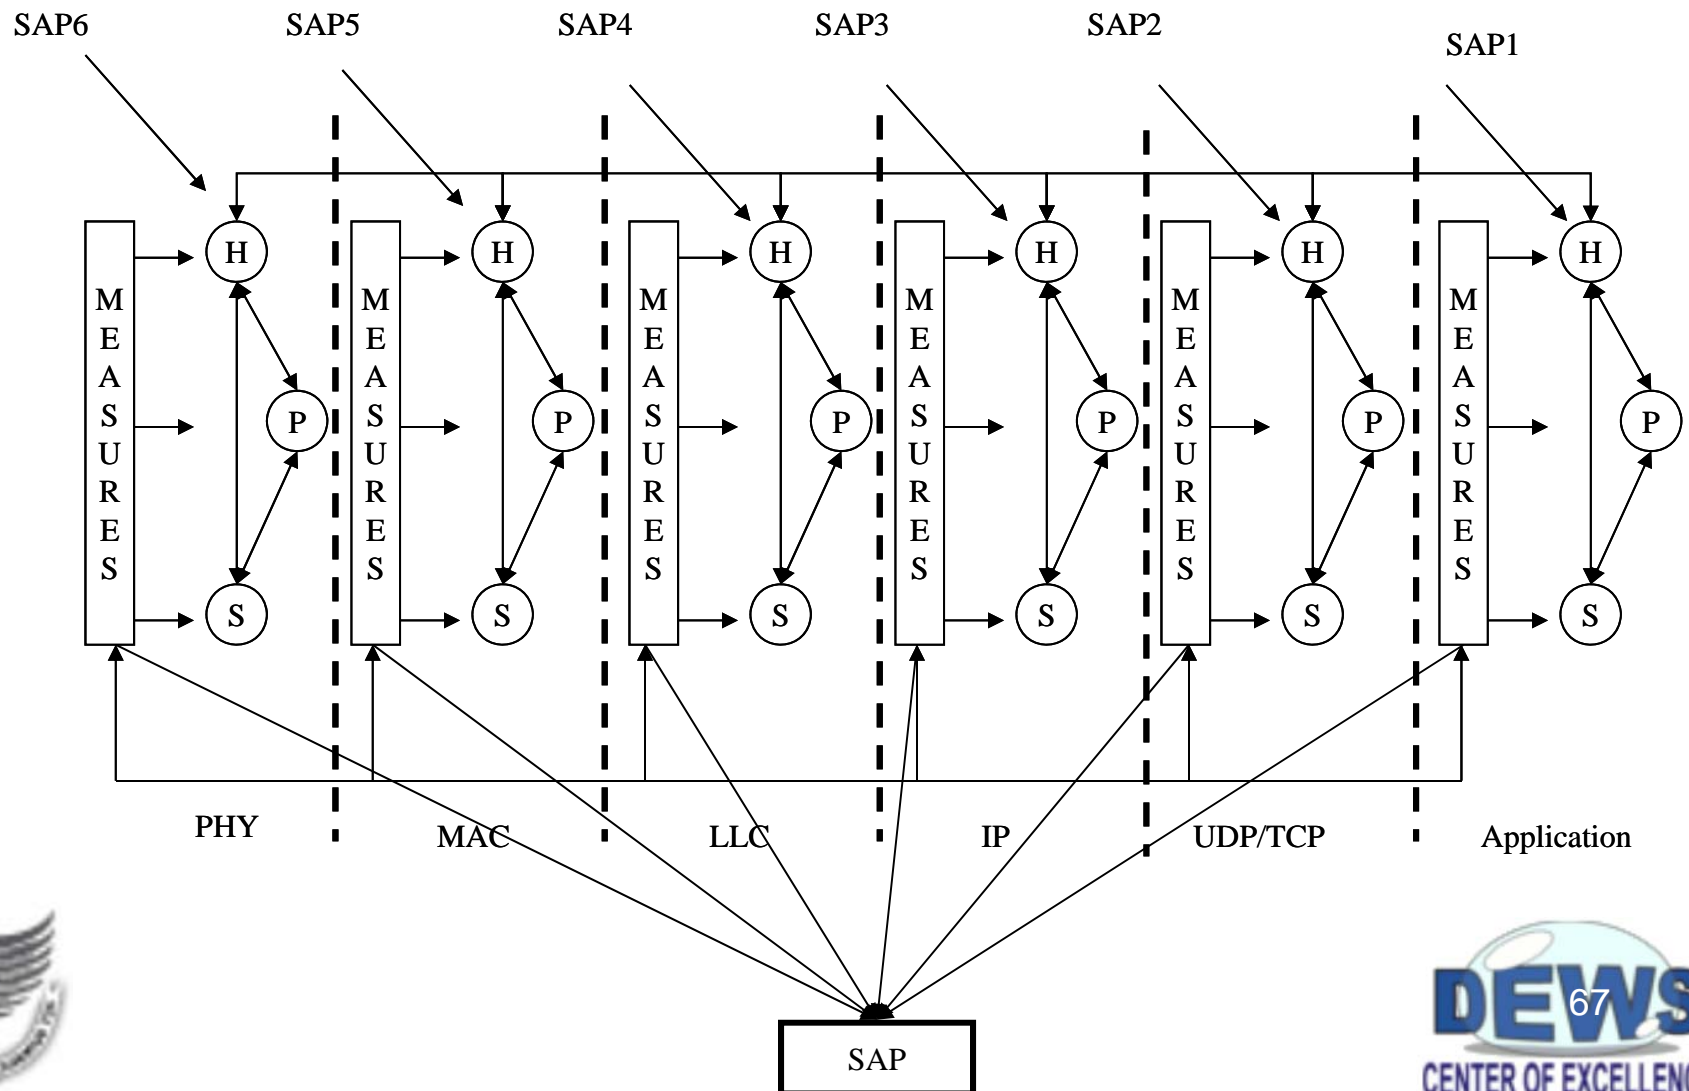 SAP6 SAP5 SAP4 SAP3 SAP2 SAP1
H H H H H H
MEASURES MEASURES MEASURES MEASURES MEASURES MEASURES
P P P P P P
S S S S S S
PHY MAC LLC IP UDP/TCP Application
SAP
DEWS
67
CENTER OF EXCELLENC